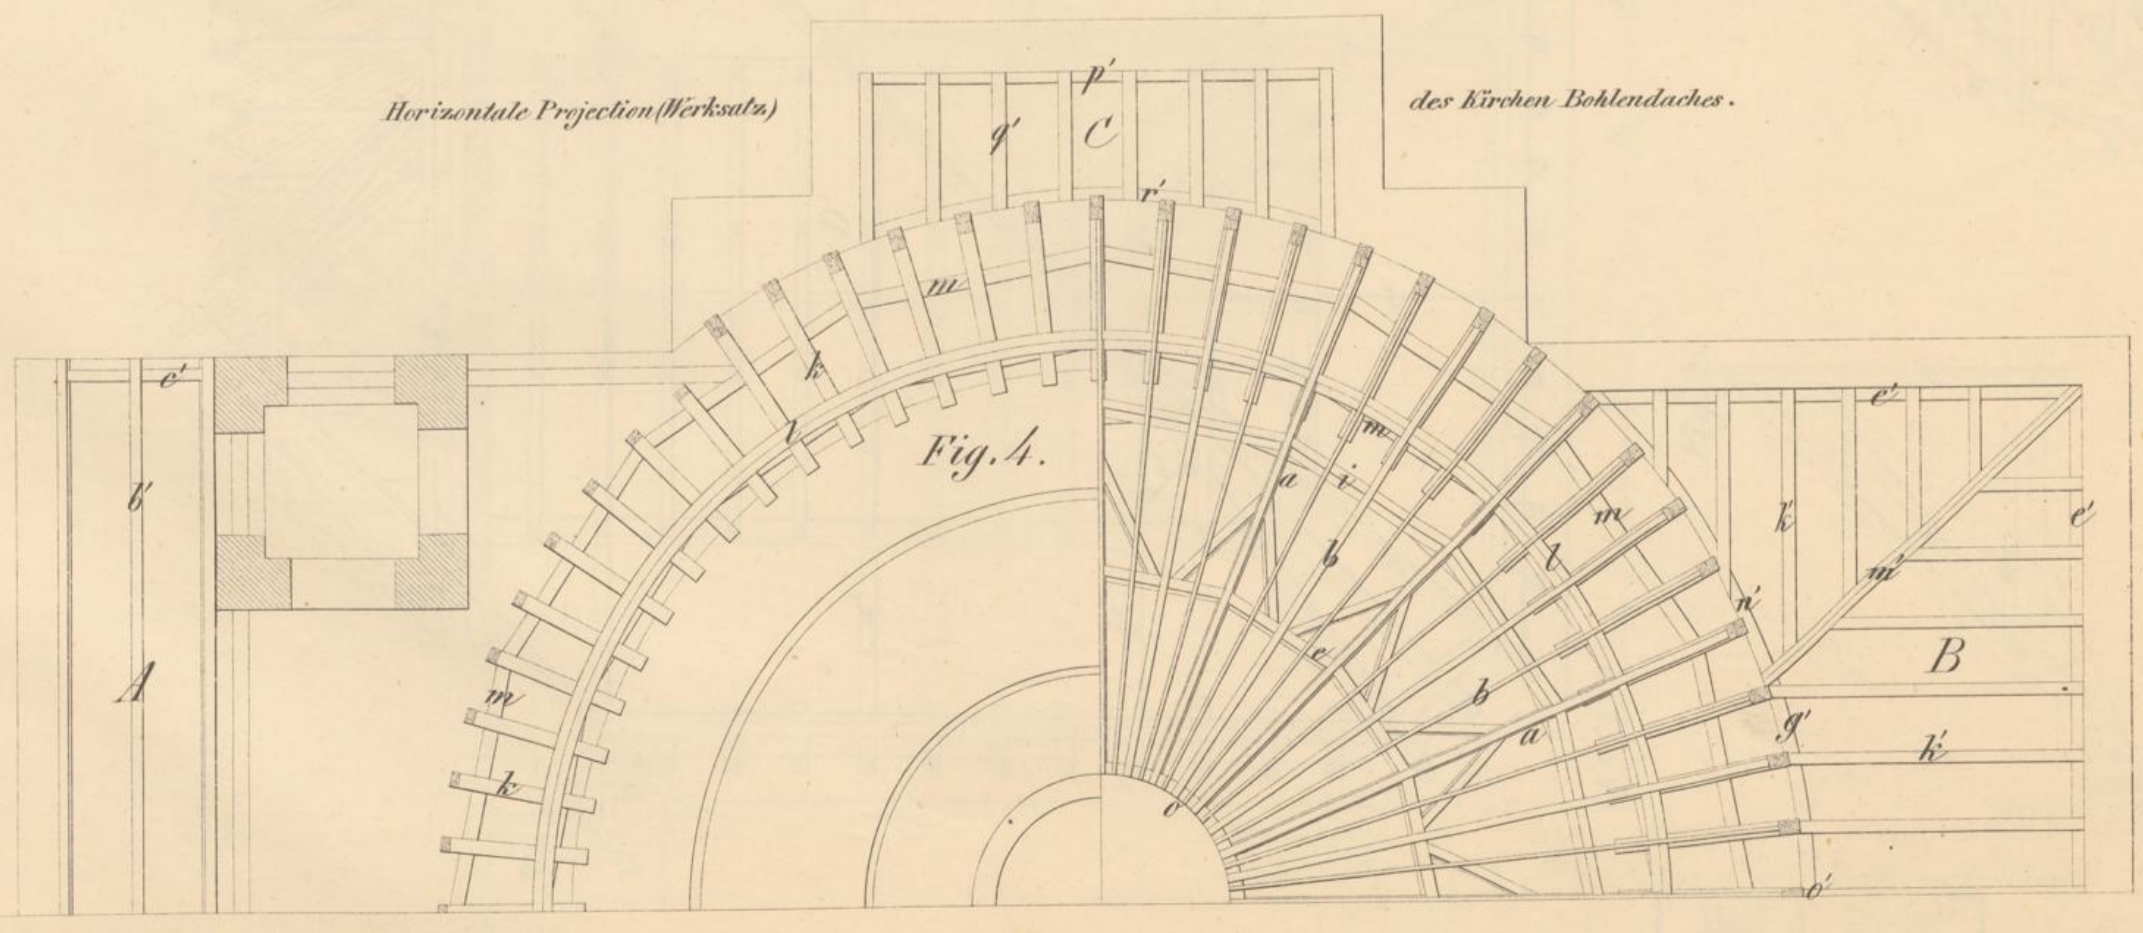 Horizontale Projection (Werksatz)
des Kirchen Bohlendaches.
p'
q'
C
r'
m
c'
k
e'
l
Fig. 4.
m
a
i
b'
k'
m
e'
b
l
m'
n'
e
B
A
m
b
g'
a
k'
k
o
o'